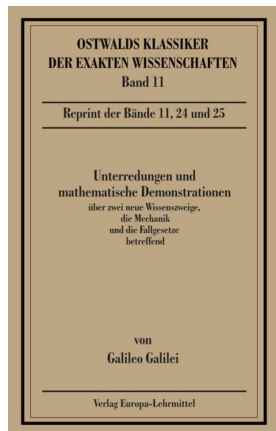 OSTWALDS KLASSIKER
DER EXAKTEN WISSENSCHAFTEN
Band 11
Reprint der Bände 11, 24 und 25
Unterredungen und
mathematische Demonstrationen
über zwei neue Wissenszweige,
die Mechanik
und die Fallgesetze
betreffend
von
Galileo Galilei
Verlag Europa-Lehrmittel